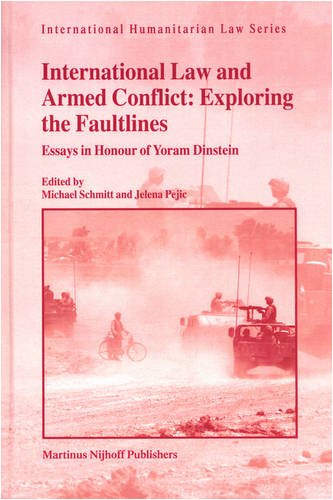 International Humanitarian Law Series
International Law and
Armed Conflict: Exploring
the Faultlines
Essays in Honour of Yoram Dinstein
Edited by
Michael Schmitt and Jelena Pejic
Martinus Nijhoff Publishers